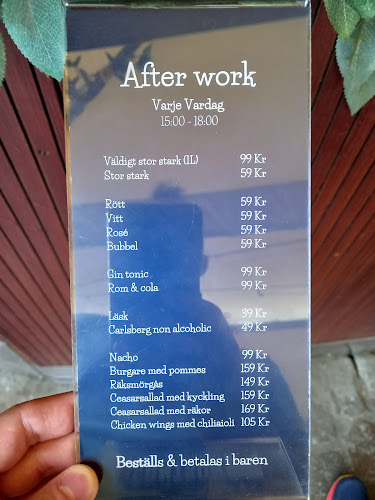 After work
Varje Vardag
15:00 - 18:00
Väldigt stor stark (1L) 99 Kr
Stor stark 59 Kr
Rött 59 Kr
Vitt 59 Kr
Rosé 59 Kr
Bubbel 59 Kr
Gin tonic 99 Kr
Rom & cola 99 Kr
Läsk 39 Kr
Carlsberg non alcoholic 49 Kr
Nacho 99 Kr
Burgare med pommes 159 Kr
Räksmörgås 149 Kr
Ceasarsallad med kyckling 159 Kr
Ceasarsallad med räkor 169 Kr
Chicken wings med chiliaioli 105 Kr
Beställs & betalas i baren